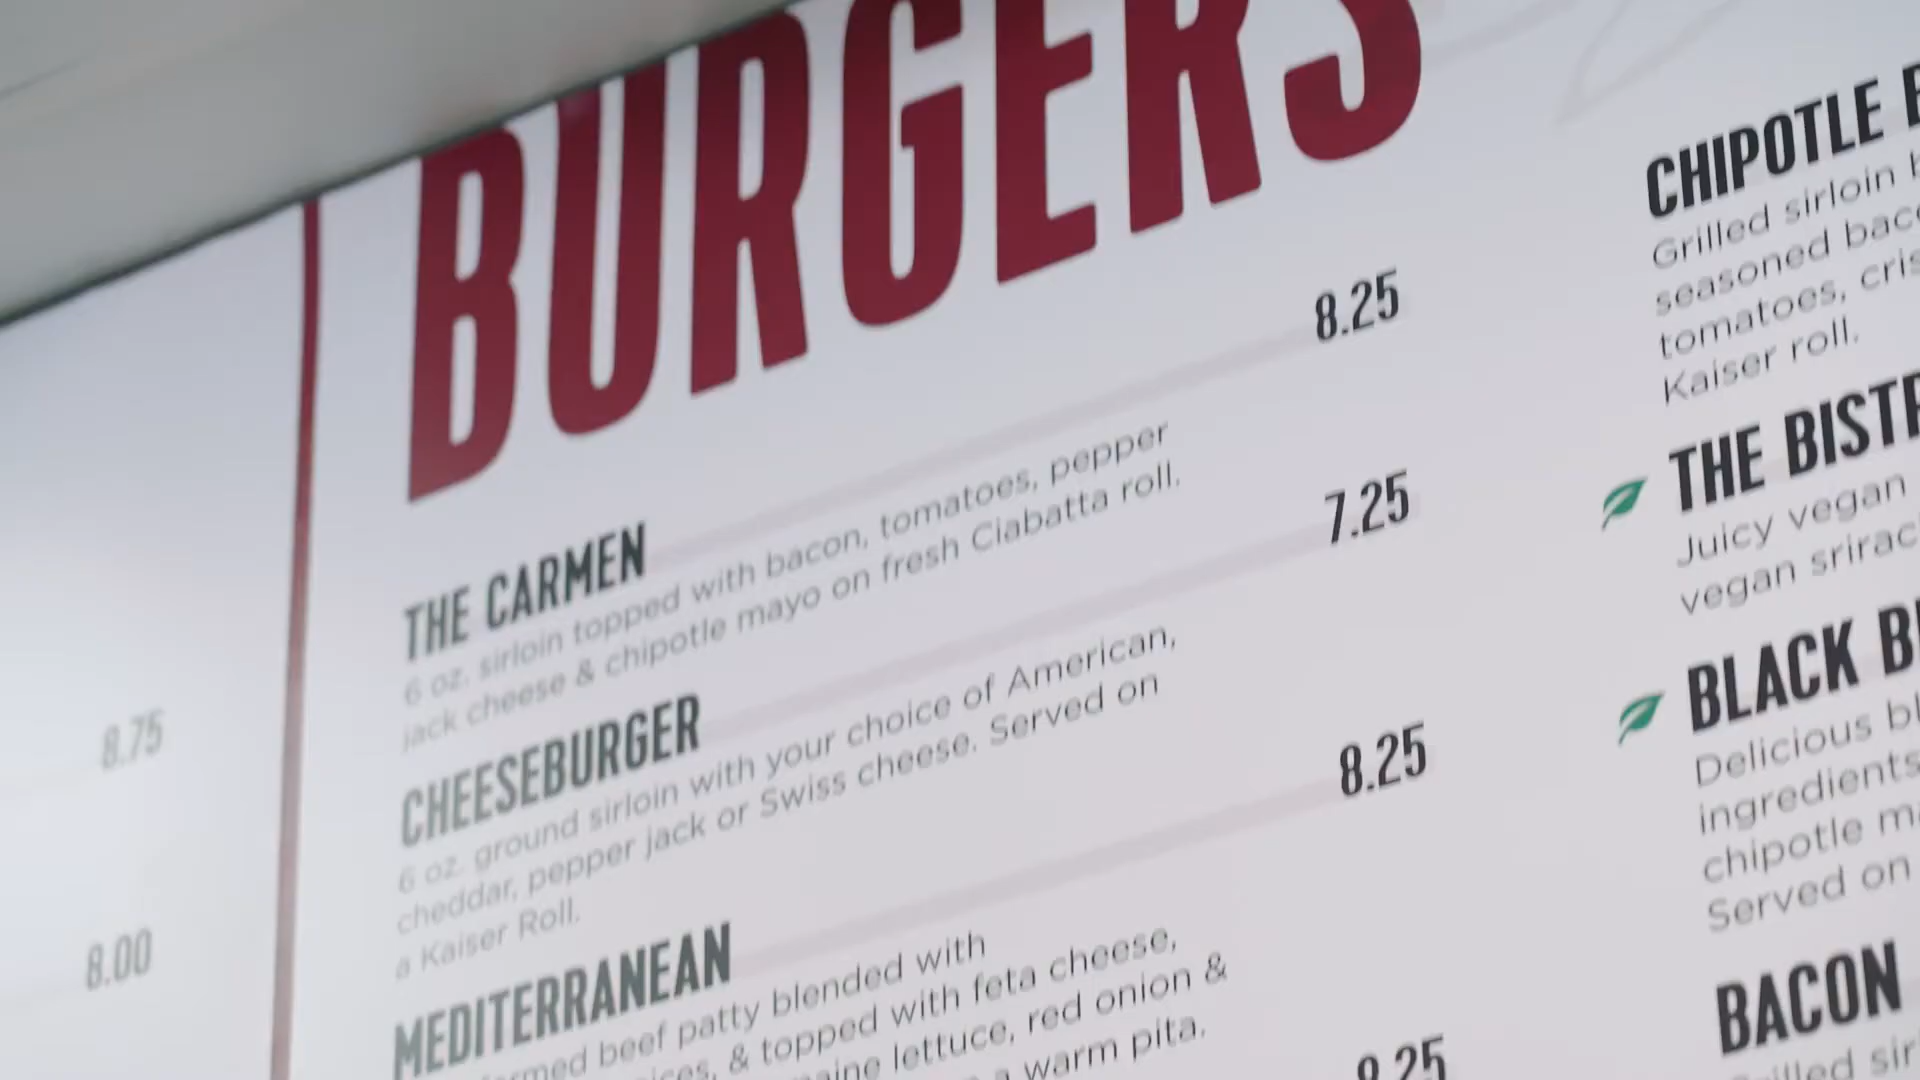 BURGERS
THE CARMEN 8.25
6 oz. sirloin topped with bacon, tomatoes, pepper
jack cheese & chipotle mayo on fresh Ciabatta roll.
CHEESEBURGER 7.25
6 oz. ground sirloin with your choice of American,
cheddar, pepper jack or Swiss cheese. Served on
a Kaiser Roll.
MEDITERRANEAN 8.25
beef patty blended with
& topped with feta cheese,
lettuce, red onion &
warm pita.
8.75
8.00
CHIPOTLE
Grilled sirloin
seasoned
tomatoes,
Kaiser roll.
THE
Juicy vegan
vegan
BLACK
Delicious
ingredients
chipotle
Served on
BACON